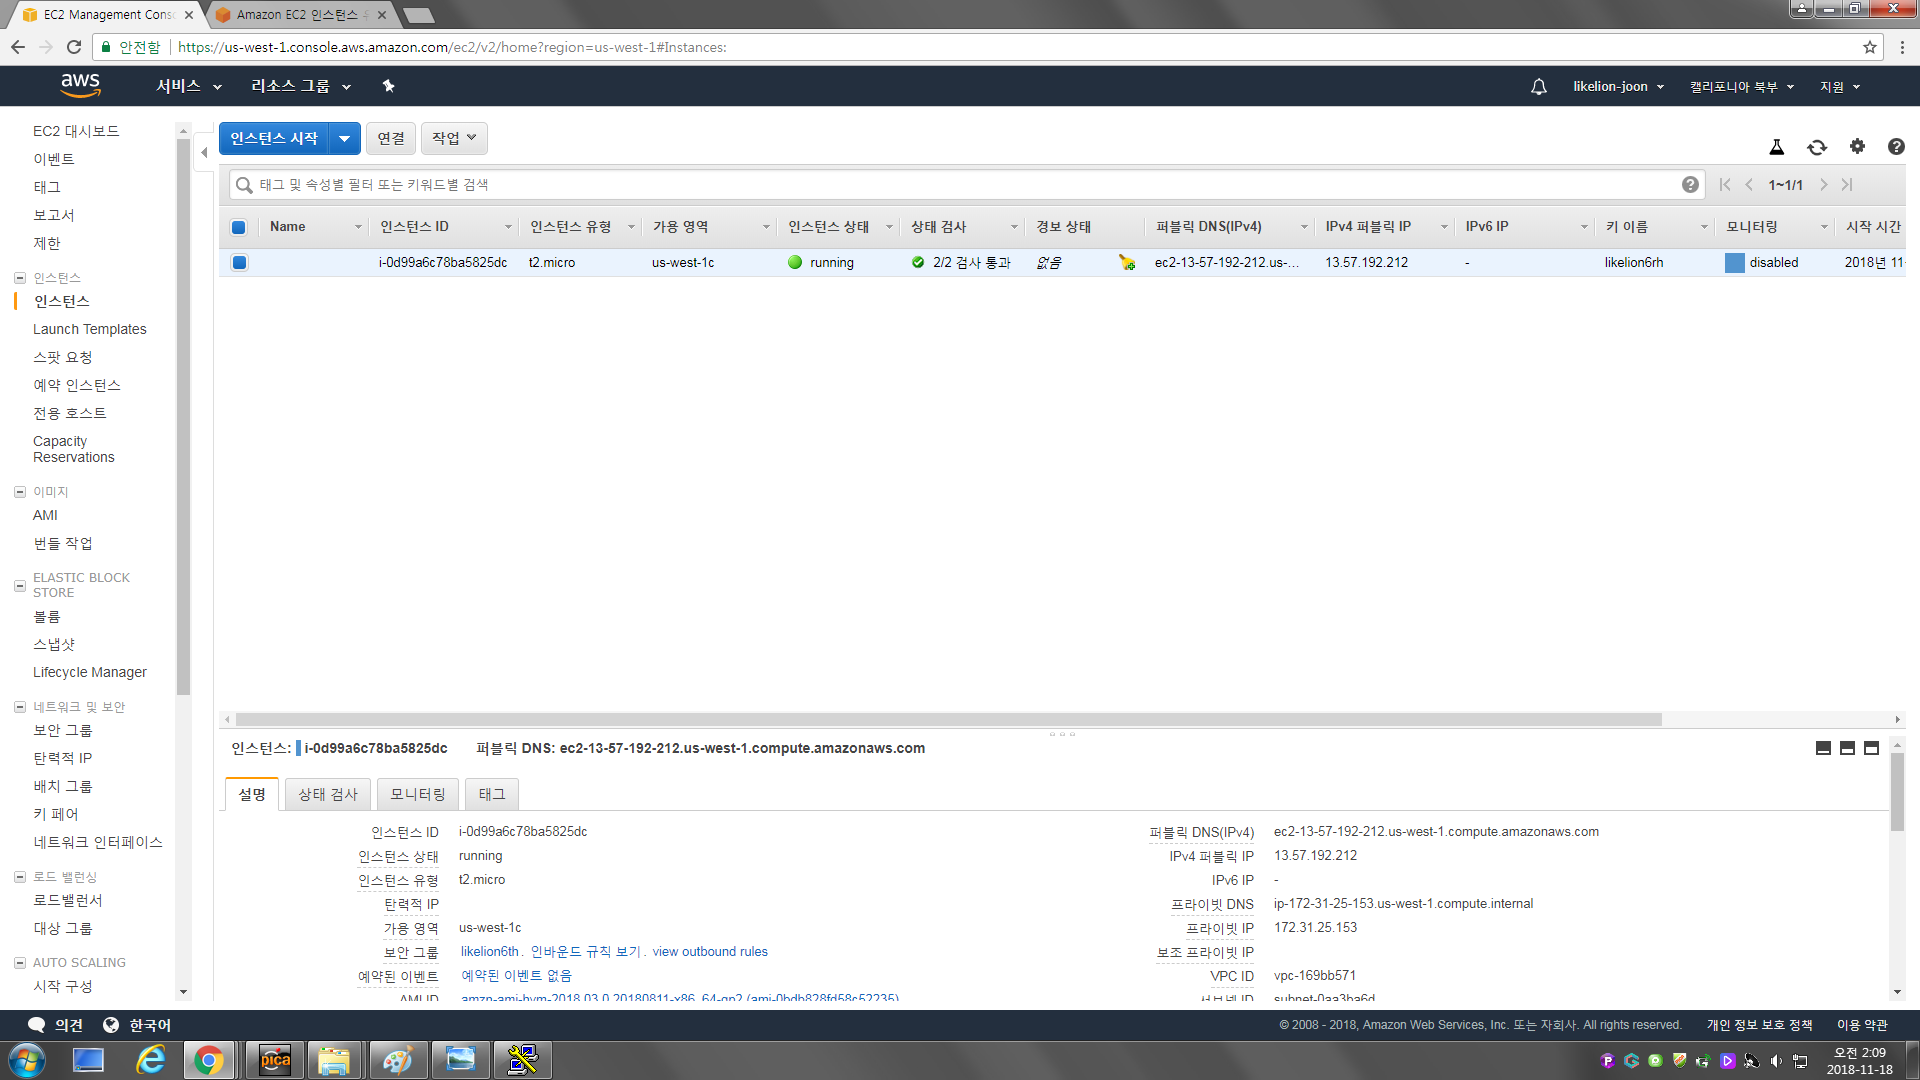 EC2 Management Cons
Amazon EC2 인스턴스
안전함 https://us-west-1.console.aws.amazon.com/ec2/v2/home?region=us-west-1#Instances:
aws 서비스 리소스 그룹 likelion-joon 캘리포니아 북부 지원
EC2 대시보드
이벤트
태그
보고서
제한
인스턴스
인스턴스
Launch Templates
스팟 요청
예약 인스턴스
전용 호스트
Capacity
Reservations
이미지
AMI
번들 작업
ELASTIC BLOCK
STORE
볼륨
스냅샷
Lifecycle Manager
네트워크 및 보안
보안 그룹
탄력적 IP
배치 그룹
키 페어
네트워크 인터페이스
로드 밸런싱
로드밸런서
대상 그룹
AUTO SCALING
시작 구성
인스턴스 시작 연결 작업
태그 및 속성별 필터 또는 키워드별 검색 1~1/1
Name 인스턴스 ID 인스턴스 유형 가용 영역 인스턴스 상태 상태 검사 경보 상태 퍼블릭 DNS(IPv4) IPv4 퍼블릭 IP IPv6 IP 키 이름 모니터링 시작 시간
i-0d99a6c78ba5825dc t2.micro us-west-1c running 2/2 검사 통과 없음 ec2-13-57-192-212.us-... 13.57.192.212 - likelion6rh disabled 2018년 11
인스턴스: i-0d99a6c78ba5825dc 퍼블릭 DNS: ec2-13-57-192-212.us-west-1.compute.amazonaws.com
설명 상태 검사 모니터링 태그
인스턴스 ID i-0d99a6c78ba5825dc
인스턴스 상태 running
인스턴스 유형 t2.micro
탄력적 IP
가용 영역 us-west-1c
보안 그룹 likelion6th. 인바운드 규칙 보기. view outbound rules
예약된 이벤트 예약된 이벤트 없음
AMI ID amzn-ami-hvm-2018.03.0.20180811-x86_64-gp2 (ami-0bdb828fd58c52235)
퍼블릭 DNS(IPv4) ec2-13-57-192-212.us-west-1.compute.amazonaws.com
IPv4 퍼블릭 IP 13.57.192.212
IPv6 IP -
프라이빗 DNS ip-172-31-25-153.us-west-1.compute.internal
프라이빗 IP 172.31.25.153
보조 프라이빗 IP
VPC ID vpc-169bb571
서브넷 ID subnet-0aa3ba6d
의견 한국어 © 2008 - 2018, Amazon Web Services, Inc. 또는 자회사. All rights reserved. 개인 정보 보호 정책 이용 약관
pica
오전 2:09
2018-11-18